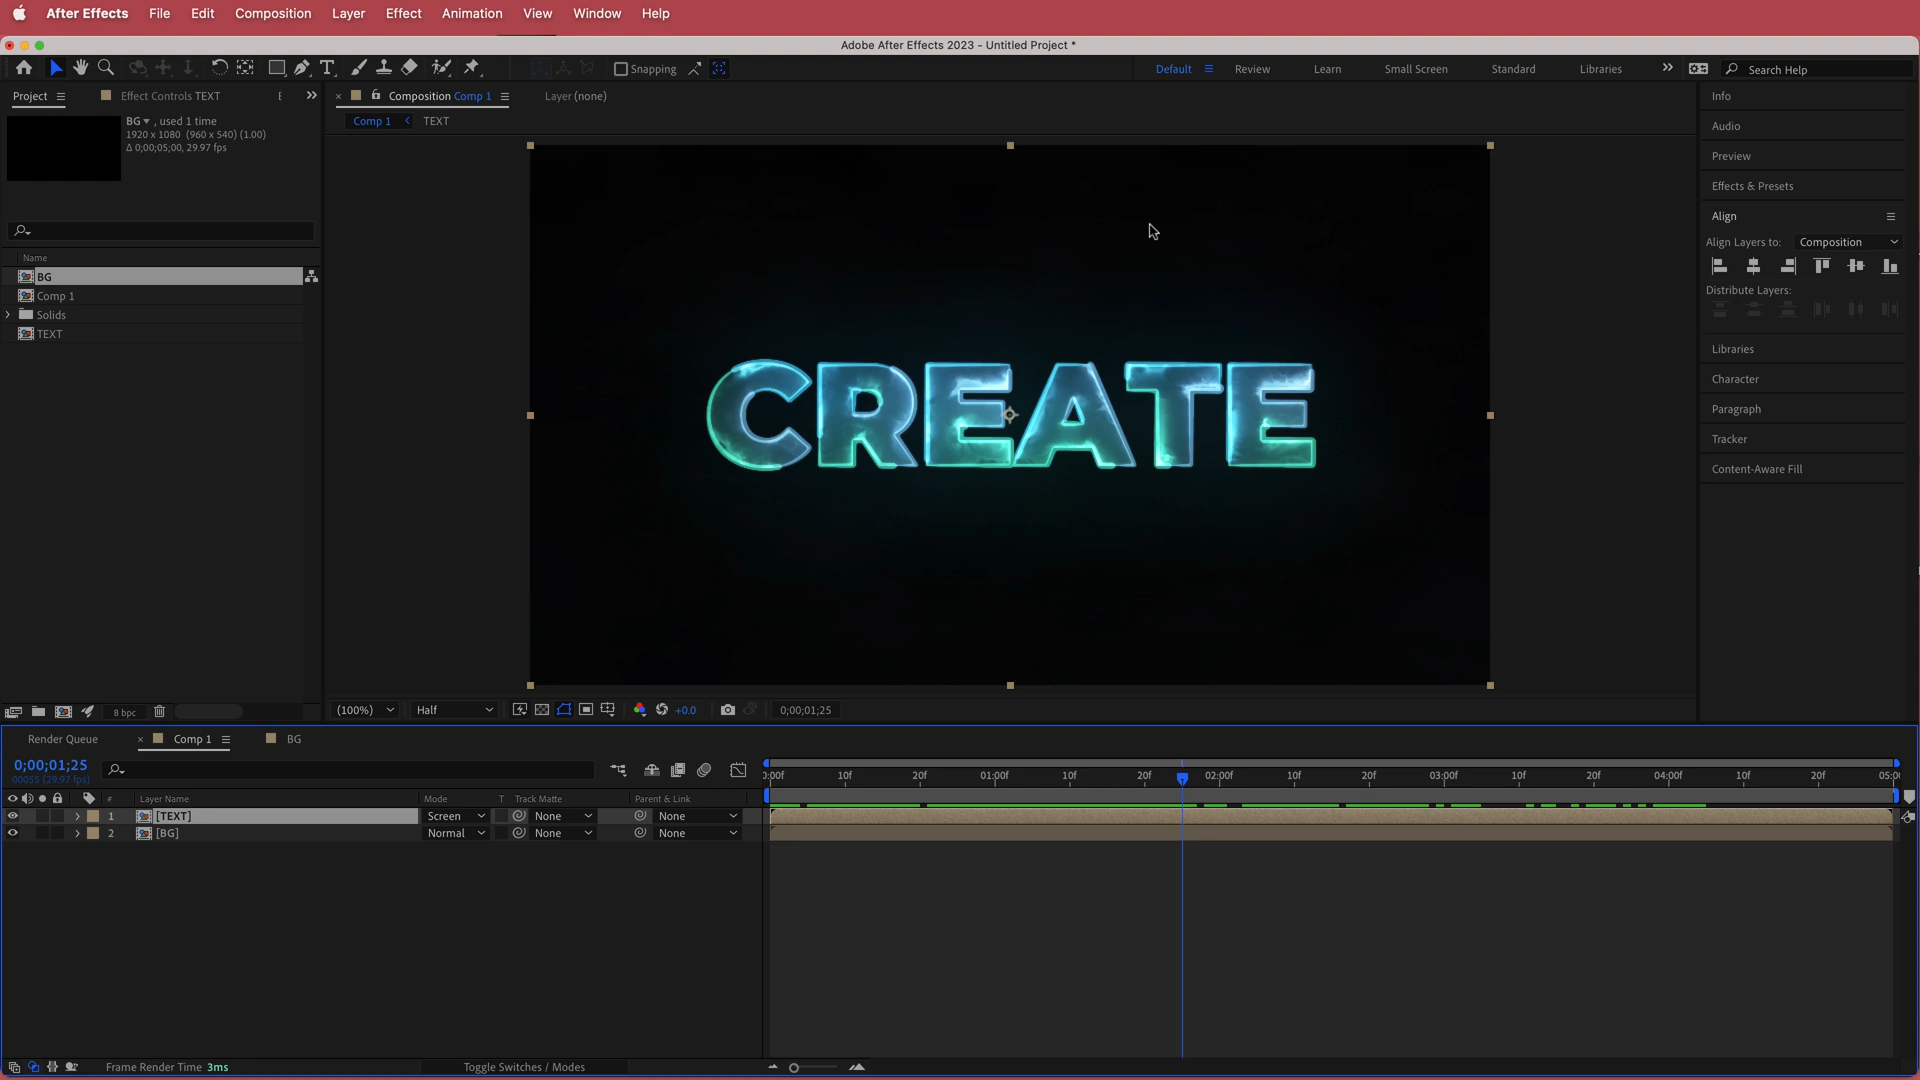 After Effects File Edit Composition Layer Effect Animation View Window Help
Adobe After Effects 2023 - Untitled Project *
Snapping
Default Review Learn Small Screen Standard Libraries
Search Help
Project
Effect Controls TEXT
Composition Comp 1
Layer (none)
Comp 1 TEXT
BG , used 1 time
1920 x 1080 (960 x 540) (1.00)
Δ 0;00;05;00, 29.97 fps
Name
BG
Comp 1
Solids
TEXT
CREATE
Info
Audio
Preview
Effects & Presets
Align
Align Layers to: Composition
Distribute Layers:
Libraries
Character
Paragraph
Tracker
Content-Aware Fill
8 bpc
(100%) Half +0.0 0;00;01;25
Render Queue Comp 1 BG
0;00;01;25
00055 (29.97 fps)
# Layer Name Mode T Track Matte Parent & Link
1 [TEXT] Screen None None
2 [BG] Normal None None
0:00f 10f 20f 01:00f 10f 20f 02:00f 10f 20f 03:00f 10f 20f 04:00f 10f 20f 05:0
Frame Render Time 3ms
Toggle Switches / Modes